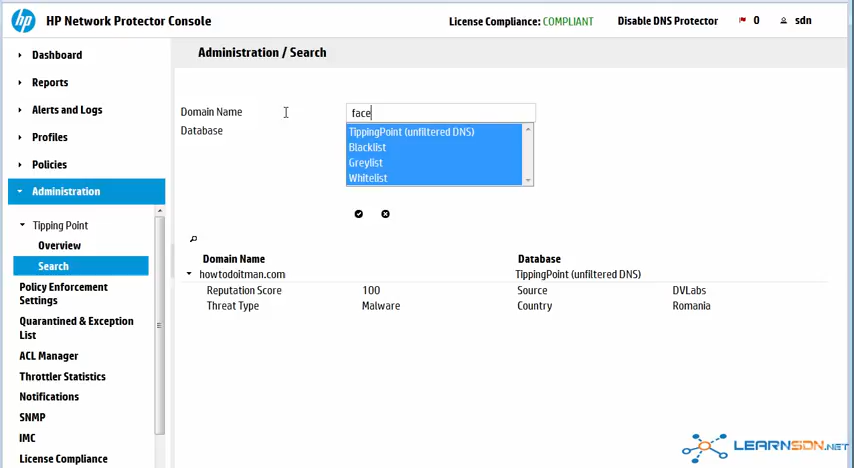 hp HP Network Protector Console License Compliance: COMPLIANT Disable DNS Protector 0 sdn
Dashboard
Reports
Alerts and Logs
Profiles
Policies
Administration
Tipping Point
Overview
Search
Policy Enforcement
Settings
Quarantined & Exception
List
ACL Manager
Throttler Statistics
Notifications
SNMP
IMC
License Compliance
Administration / Search
Domain Name face
Database TippingPoint (unfiltered DNS)
Blacklist
Greylist
Whitelist
Domain Name Database
howtodoitman.com TippingPoint (unfiltered DNS)
Reputation Score 100 Source DVLabs
Threat Type Malware Country Romania
LEARNSDN.NET